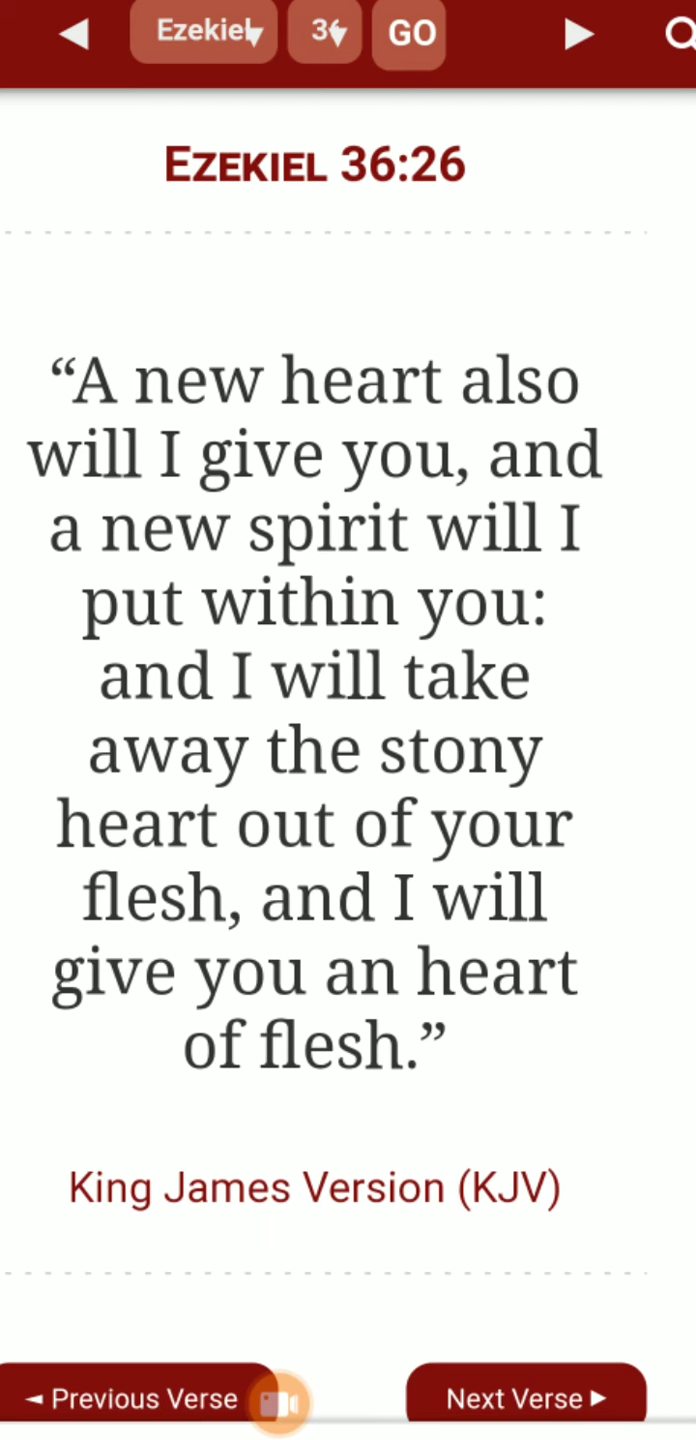 Ezekiel 36 GO
EZEKIEL 36:26
“A new heart also
will I give you, and
a new spirit will I
put within you:
and I will take
away the stony
heart out of your
flesh, and I will
give you an heart
of flesh.”
King James Version (KJV)
◄ Previous Verse Next Verse ►